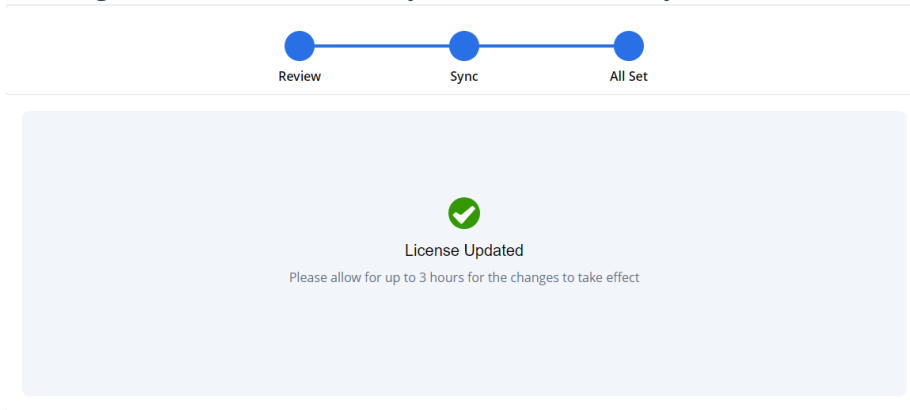 Review
Sync
All Set
License Updated
Please allow for up to 3 hours for the changes to take effect